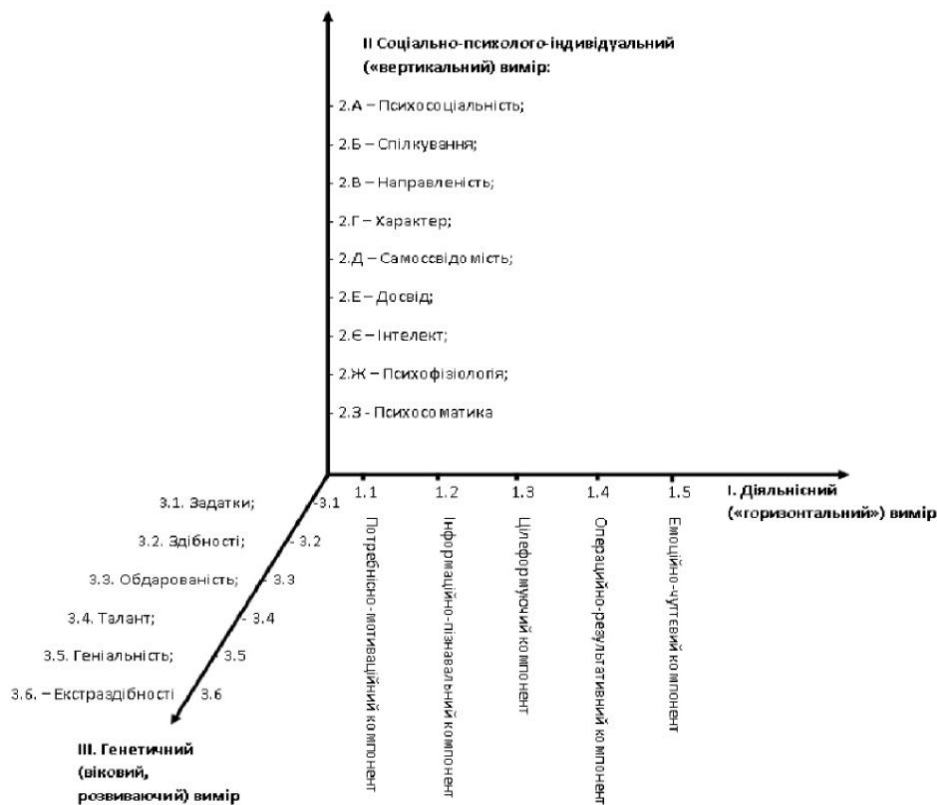 II Соціально-психолого-індивідуальний
(«вертикальний) вимір:
2.А – Психосоціальність;
2.Б – Спілкування;
2.В – Направленість;
2.Г – Характер;
2.Д – Самоссвідомість;
2.Е – Досвід;
2.Є – Інтелект;
2.Ж – Психофізіологія;
2.З - Психосоматика
1.1 1.2 1.3 1.4 1.5
І. Діяльнісний
(«горизонтальний») вимір
Потребнісно-мотиваційний компонент
Інформаційно-пізнавальний компонент
Цілеформуючий компонент
Операційно-результативний компонент
Емоційно-чуттєвий компонент
3.1. Задатки; 3.1
3.2. Здібності; 3.2
3.3. Обдарованість; 3.3
3.4. Талант; 3.4
3.5. Геніальність; 3.5
3.6. – Екстраздібності 3.6
ІІІ. Генетичний
(віковий,
розвиваючий) вимір